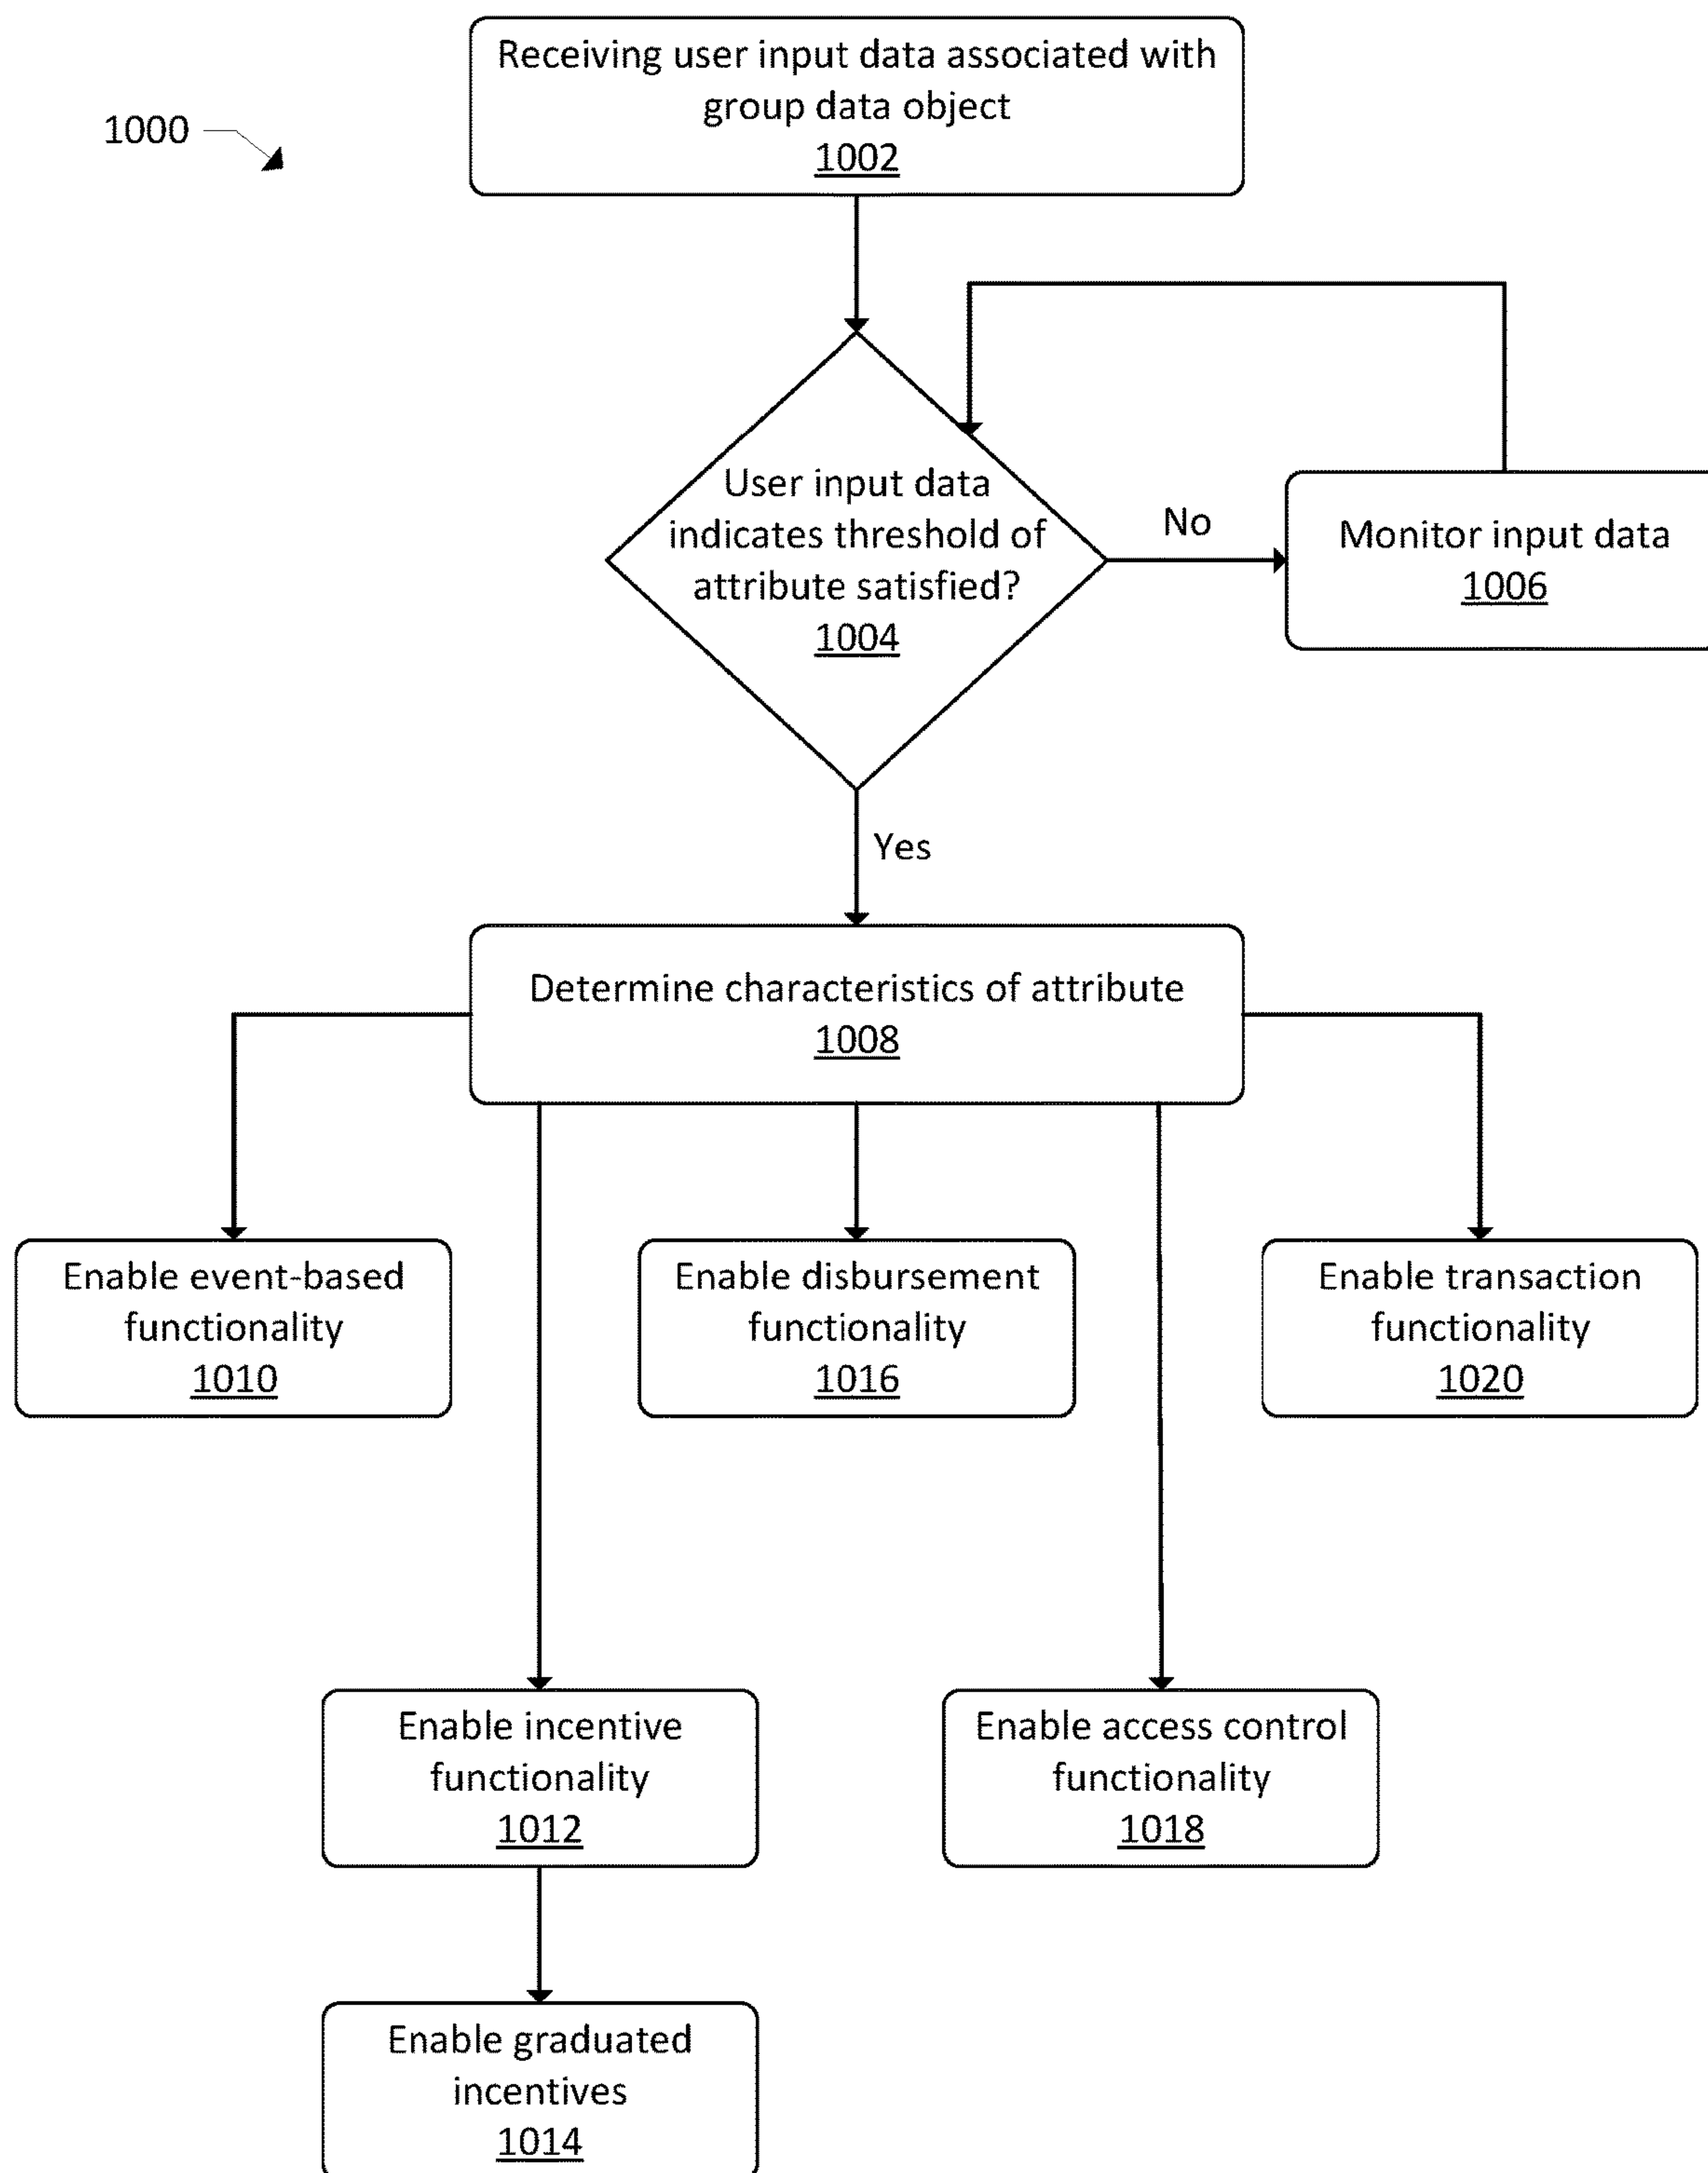 Receiving user input data associated with
group data object
1002
1000
User input data
indicates threshold of
attribute satisfied?
1004
No
Monitor input data
1006
Yes
Determine characteristics of attribute
1008
Enable event-based
functionality
1010
Enable disbursement
functionality
1016
Enable transaction
functionality
1020
Enable incentive
functionality
1012
Enable access control
functionality
1018
Enable graduated
incentives
1014